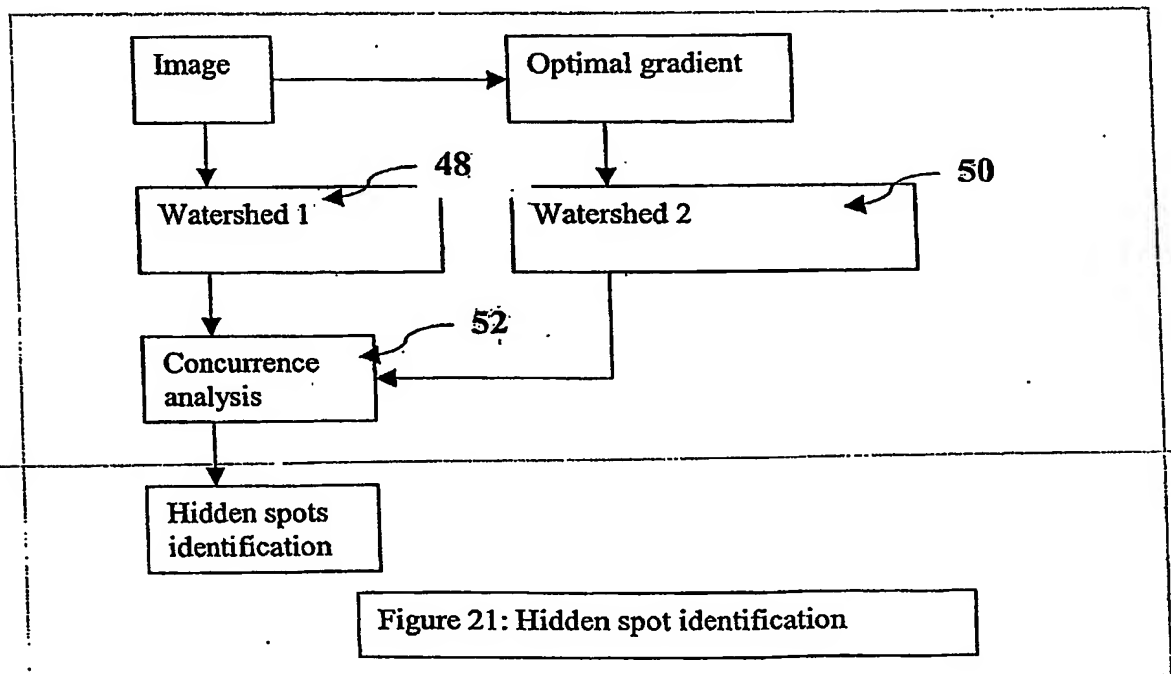 Image
Optimal gradient
48
50
Watershed 1
Watershed 2
52
Concurrence
analysis
Hidden spots
identification
Figure 21: Hidden spot identification